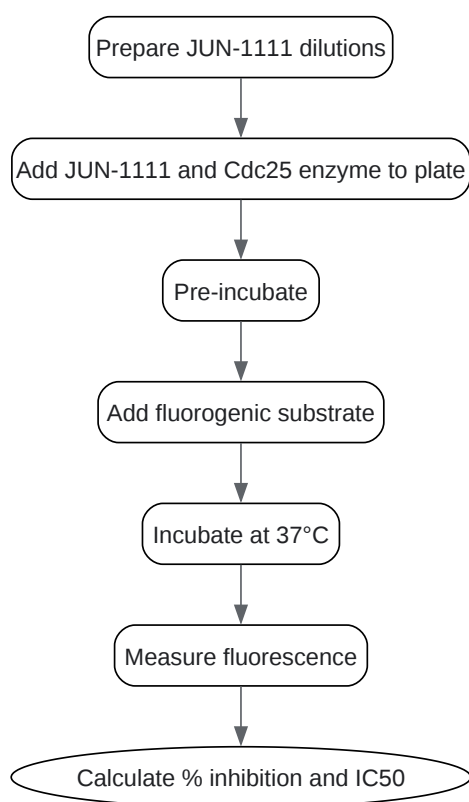 Prepare JUN-1111 dilutions
Add JUN-1111 and Cdc25 enzyme to plate
Pre-incubate
Add fluorogenic substrate
Incubate at 37°C
Measure fluorescence
Calculate % inhibition and IC50